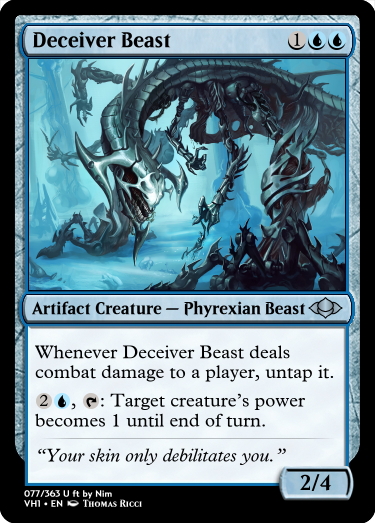 Deceiver Beast 1
Artifact Creature — Phyrexian Beast
Whenever Deceiver Beast deals
combat damage to a player, untap it.
2, : Target creature's power
becomes 1 until end of turn.
“Your skin only debilitates you.”
2/4
077/363 U ft by Nim
VH1 • EN Thomas Ricci